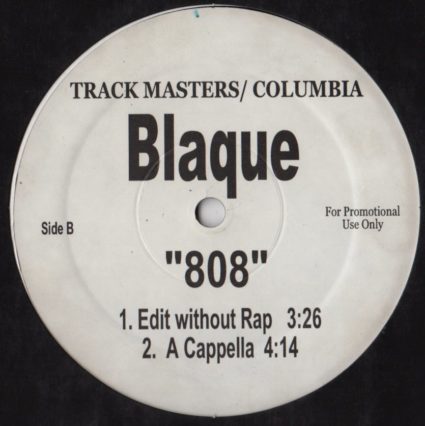 TRACK MASTERS/ COLUMBIA
Blaque
Side B
For Promotional
Use Only
"808"
1. Edit without Rap 3:26
2. A Cappella 4:14